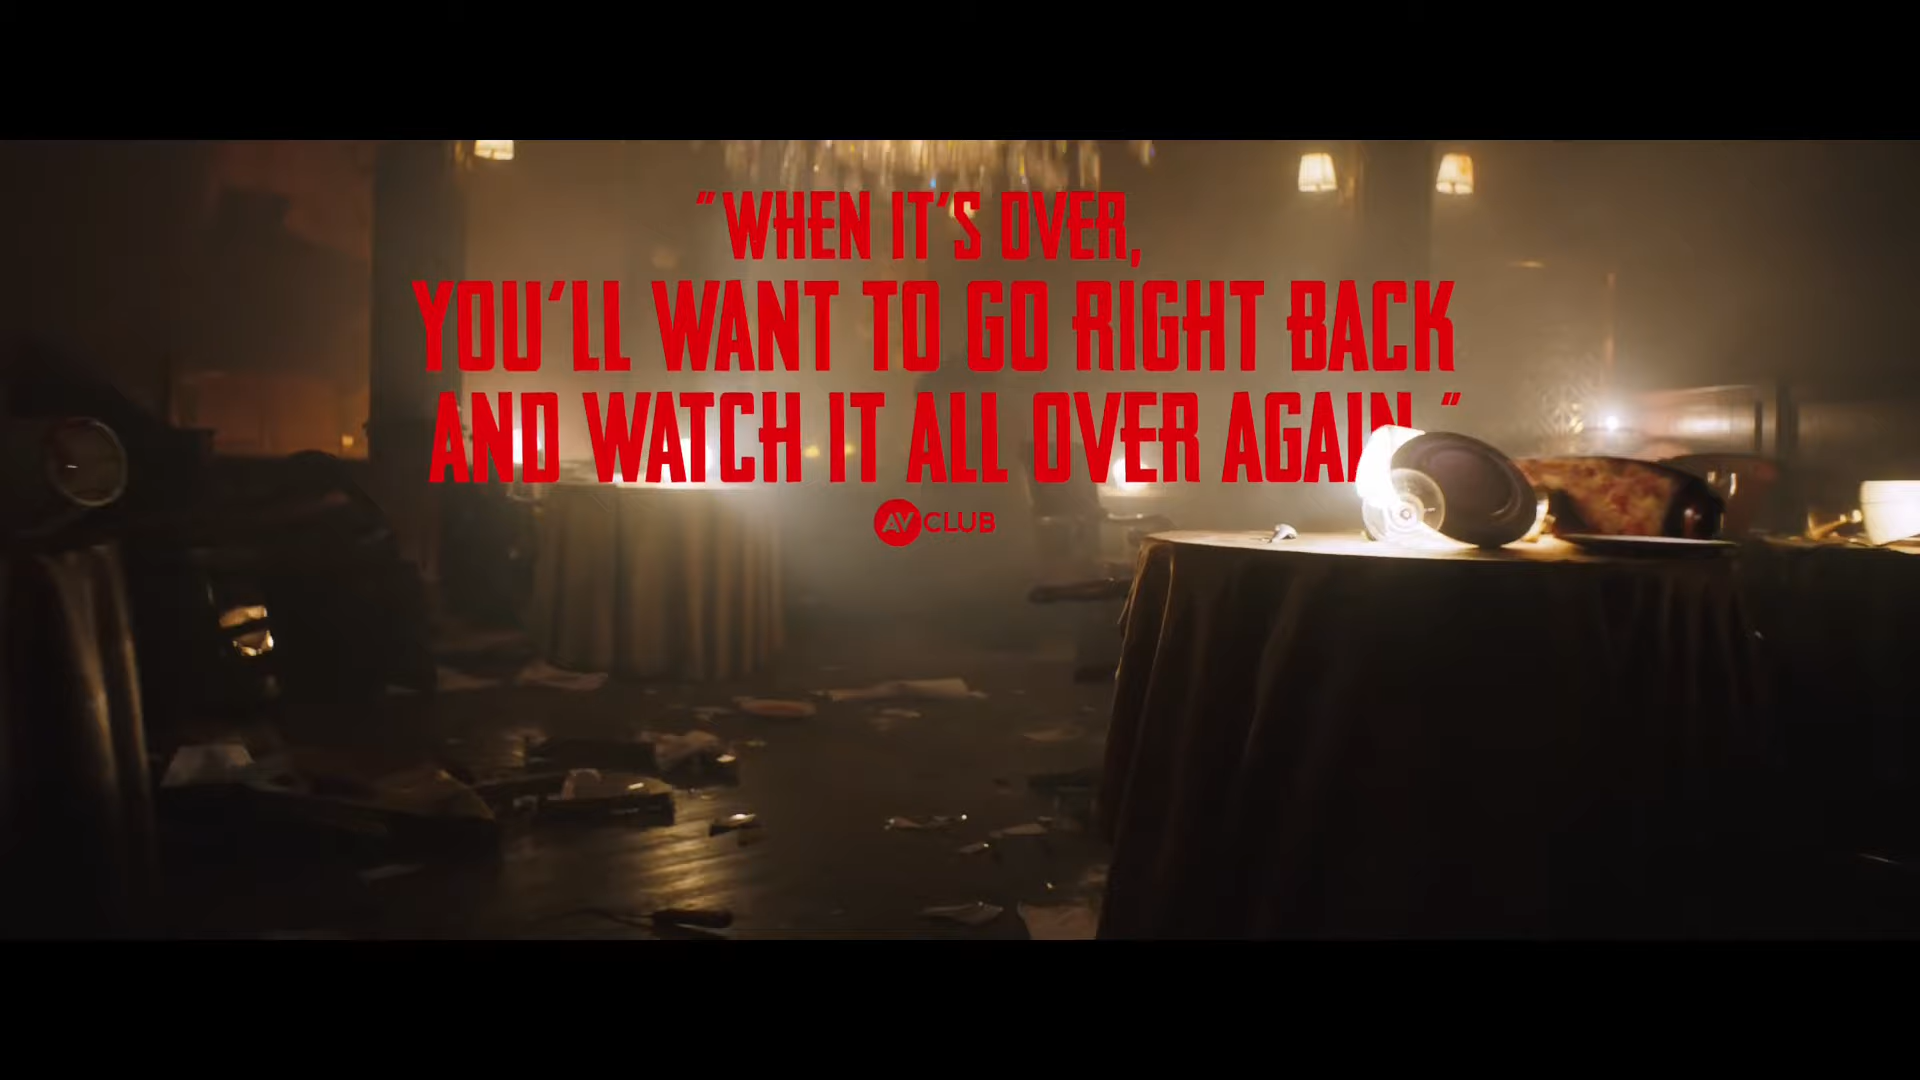 "WHEN IT'S OVER,
YOU'LL WANT TO GO RIGHT BACK
AND WATCH IT ALL OVER AGAIN."
AV CLUB